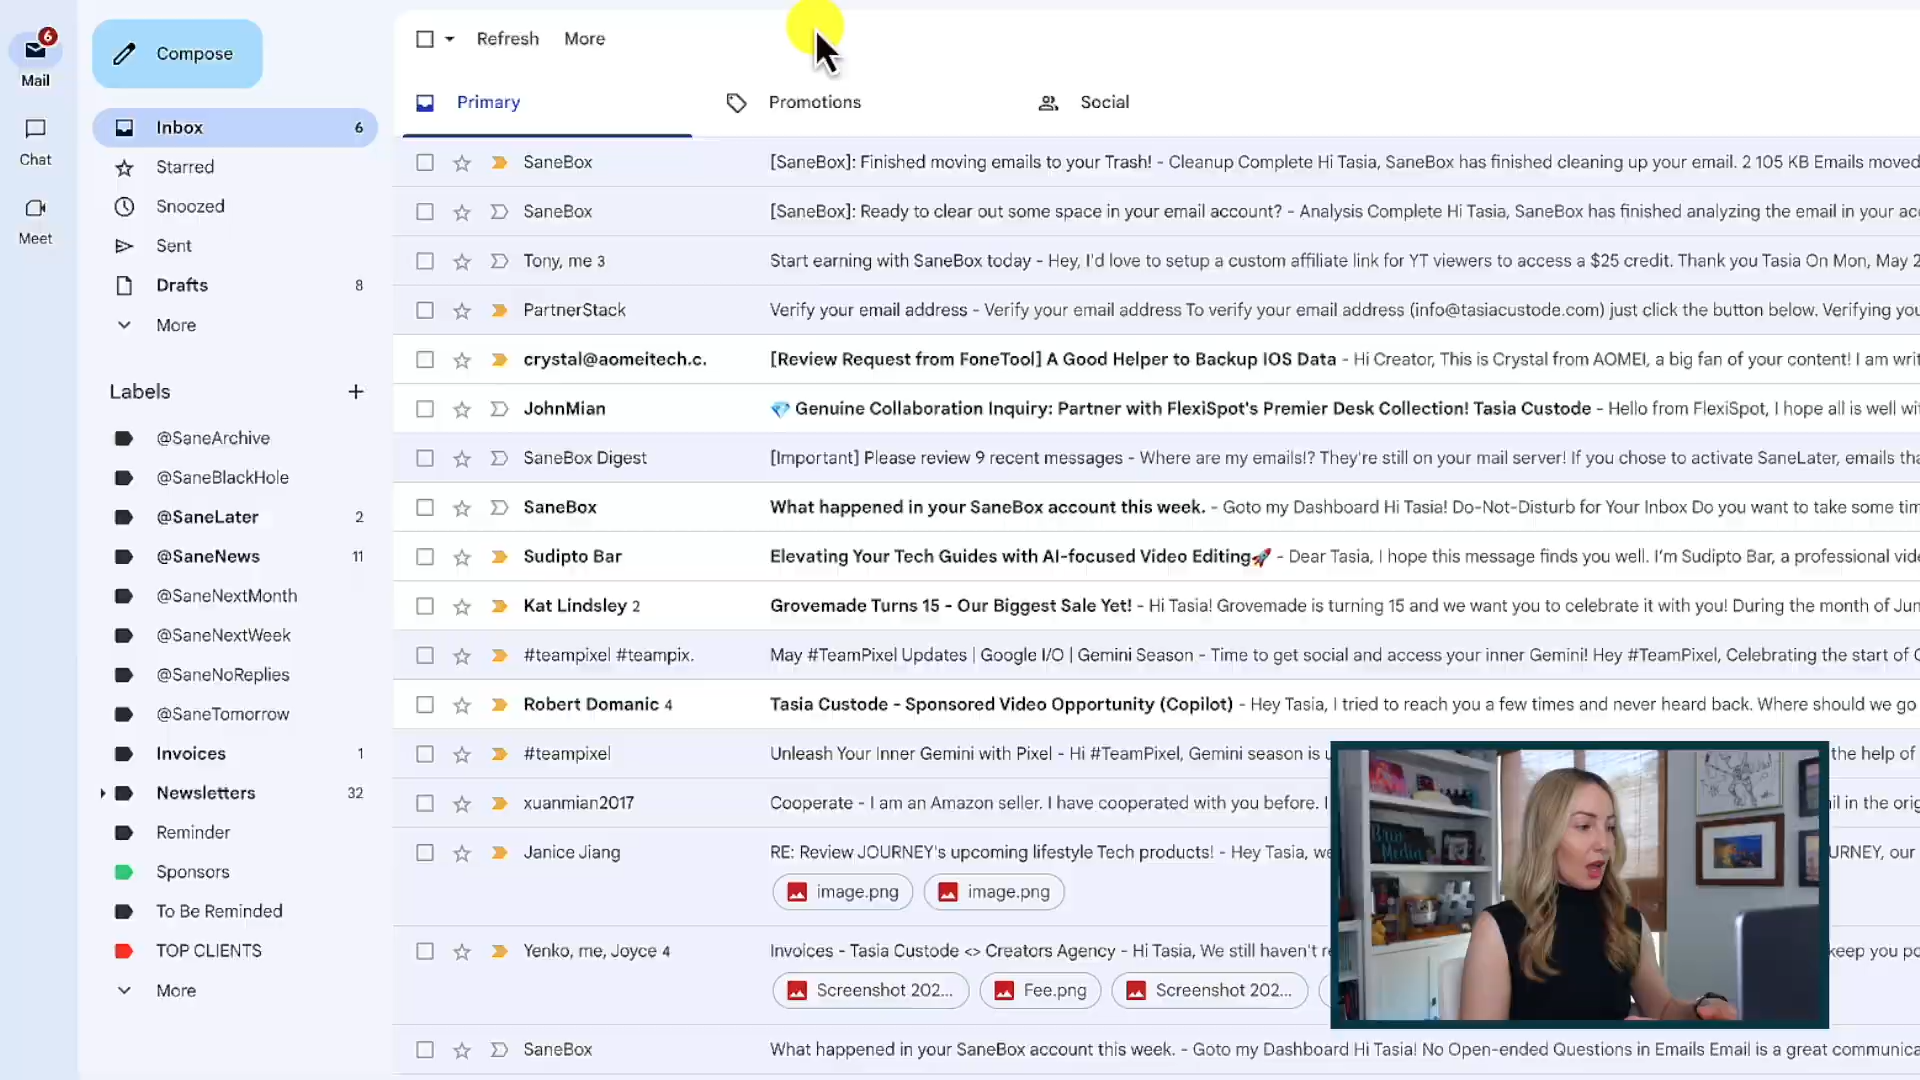 6
Mail
Chat
Meet
Compose
Inbox 6
Starred
Snoozed
Sent
Drafts 8
More
Labels +
@SaneArchive
@SaneBlackHole
@SaneLater 2
@SaneNews 11
@SaneNextMonth
@SaneNextWeek
@SaneNoReplies
@SaneTomorrow
Invoices 1
Newsletters 32
Reminder
Sponsors
To Be Reminded
TOP CLIENTS
More
Refresh More
Primary Promotions Social
SaneBox [SaneBox]: Finished moving emails to your Trash! - Cleanup Complete Hi Tasia, SaneBox has finished cleaning up your email. 2 105 KB Emails moved
SaneBox [SaneBox]: Ready to clear out some space in your email account? - Analysis Complete Hi Tasia, SaneBox has finished analyzing the email in your
Tony, me 3 Start earning with SaneBox today - Hey, I'd love to setup a custom affiliate link for YT viewers to access a $25 credit. Thank you Tasia On Mon, May 2
PartnerStack Verify your email address - Verify your email address To verify your email address (info@tasiacustode.com) just click the button below. Verifying
crystal@aomeitech.c. [Review Request from FoneTool] A Good Helper to Backup IOS Data - Hi Creator, This is Crystal from AOMEI, a big fan of your content! I am
JohnMian 💎 Genuine Collaboration Inquiry: Partner with FlexiSpot's Premier Desk Collection! Tasia Custode - Hello from FlexiSpot, I hope all is well
SaneBox Digest [Important] Please review 9 recent messages - Where are my emails!? They're still on your mail server! If you chose to activate SaneLater, emails
SaneBox What happened in your SaneBox account this week. - Goto my Dashboard Hi Tasia! Do-Not-Disturb for Your Inbox Do you want to take some
Sudipto Bar Elevating Your Tech Guides with AI-focused Video Editing🚀 - Dear Tasia, I hope this message finds you well. I'm Sudipto Bar, a professional
Kat Lindsley 2 Grovemade Turns 15 - Our Biggest Sale Yet! - Hi Tasia! Grovemade is turning 15 and we want you to celebrate it with you! During the month of
#teampixel #teampix. May #TeamPixel Updates | Google I/O | Gemini Season - Time to get social and access your inner Gemini! Hey #TeamPixel, Celebrating the start of
Robert Domanic 4 Tasia Custode - Sponsored Video Opportunity (Copilot) - Hey Tasia, I tried to reach you a few times and never heard back. Where should we go
#teampixel Unleash Your Inner Gemini with Pixel - Hi #TeamPixel, Gemini season is the help of
xuanmian2017 Cooperate - I am an Amazon seller. I have cooperated with you before. in the
Janice Jiang RE: Review JOURNEY's upcoming lifestyle Tech products! - Hey Tasia, our
image.png image.png
Yenko, me, Joyce 4 Invoices - Tasia Custode <> Creators Agency - Hi Tasia, We still haven't keep you
Screenshot 202... Fee.png Screenshot 202...
SaneBox What happened in your SaneBox account this week. - Goto my Dashboard Hi Tasia! No Open-ended Questions in Emails Email is a great